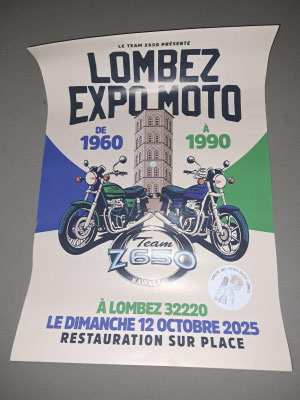 LE TEAM Z650 PRÉSENTE
LOMBEZ
EXPO MOTO
DE
1960
À
1990
Team
Z650
KAWASAKI
À LOMBEZ 32220
LE DIMANCHE 12 OCTOBRE 2025
RESTAURATION SUR PLACE